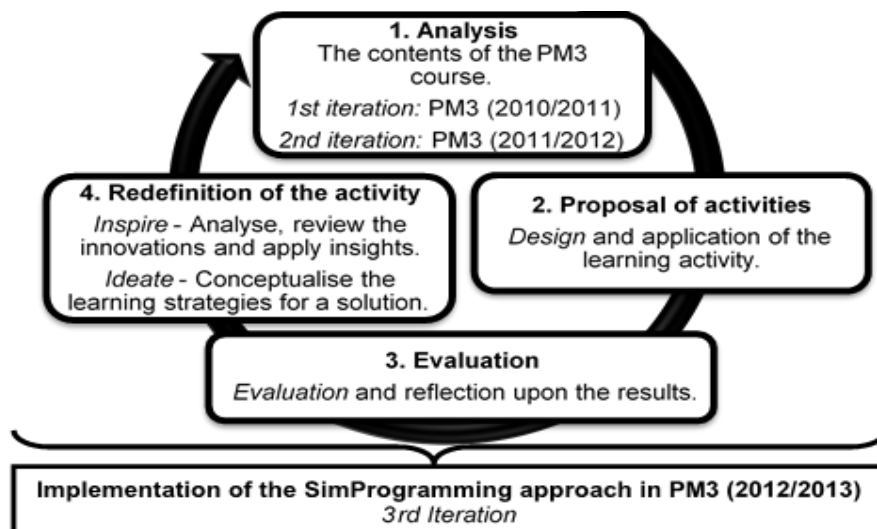 1. Analysis
The contents of the PM3
course.
1st iteration: PM3 (2010/2011)
2nd iteration: PM3 (2011/2012)
2. Proposal of activities
Design and application of the
learning activity.
3. Evaluation
Evaluation and reflection upon the results.
4. Redefinition of the activity
Inspire - Analyse, review the
innovations and apply insights.
Ideate - Conceptualise the
learning strategies for a solution.
Implementation of the SimProgramming approach in PM3 (2012/2013)
3rd Iteration